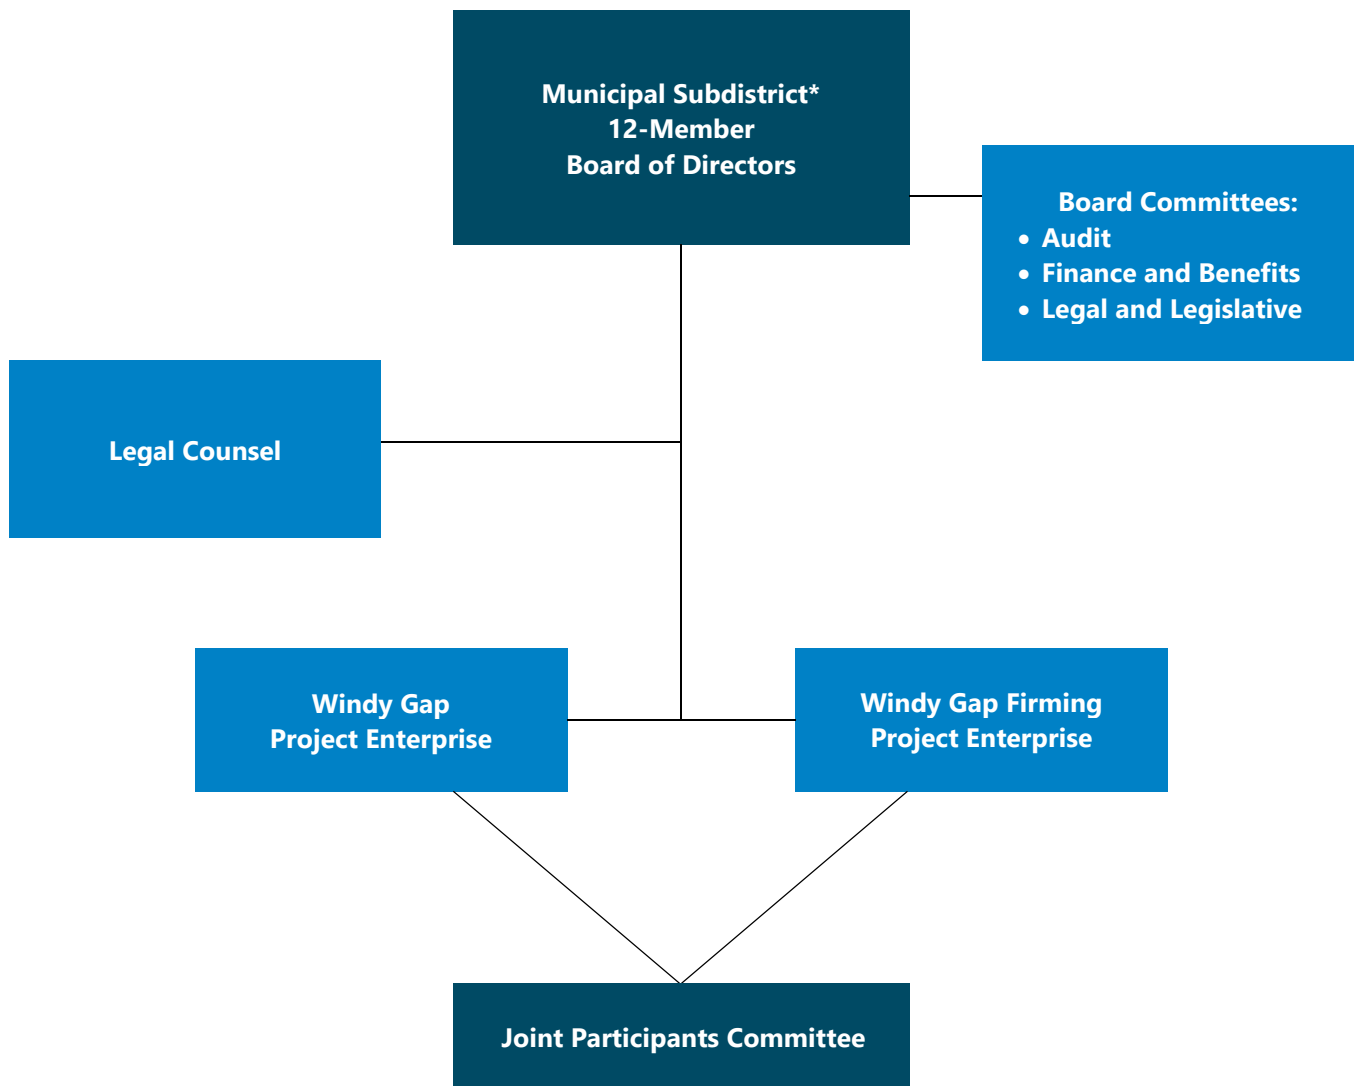 Municipal Subdistrict*
12-Member
Board of Directors
Board Committees:
• Audit
• Finance and Benefits
• Legal and Legislative
Legal Counsel
Windy Gap
Project Enterprise
Windy Gap Firming
Project Enterprise
Joint Participants Committee